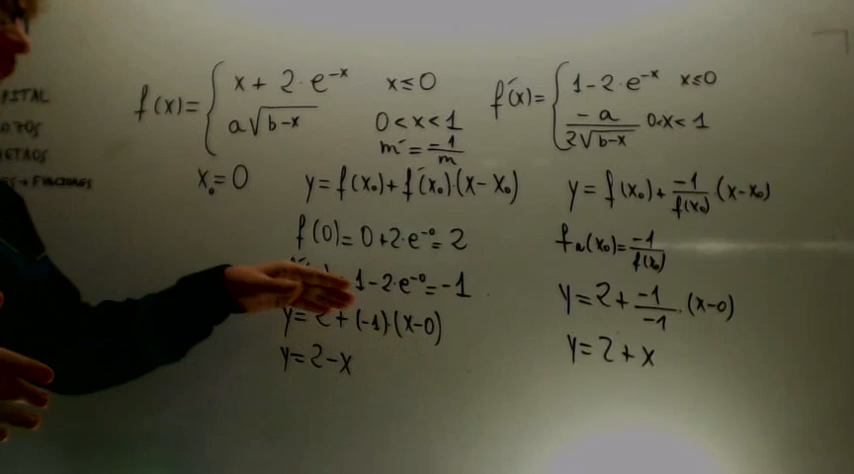 f(x)= { x + 2·e^-x   x≤0
a√b-x   0<x<1
m´= -1/m
x₀=0
y=f(x₀)+f´(x₀)·(x-x₀)
f(0)=0+2·e^-0=2
1-2·e^-0=-1
y=2+(-1)·(x-0)
y=2-x
f´(x)= { 1-2·e^-x   x≤0
-a/2√b-x   0<x<1
y=f(x₀)+ -1/f´(x₀) (x-x₀)
fn(x₀)= -1/f´(x₀)
y=2+ -1/-1 ·(x-0)
y=2+x